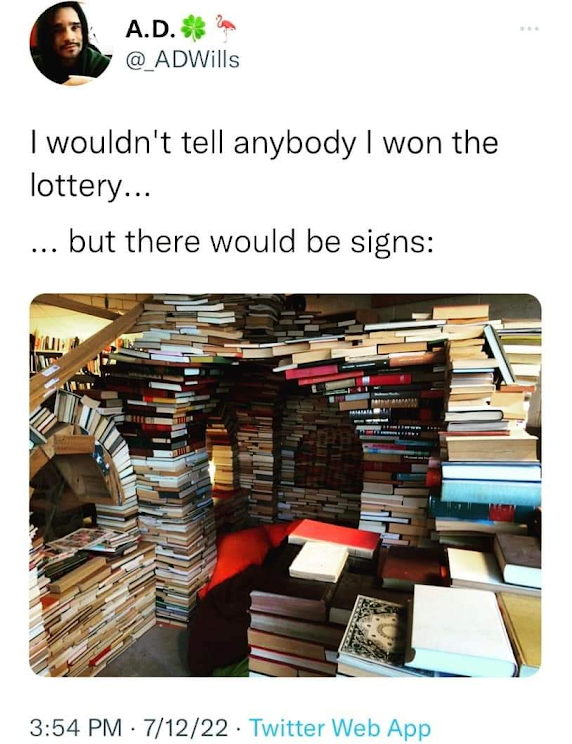 A.D. 🍀 🦩
@_ADWills
I wouldn't tell anybody I won the
lottery...
... but there would be signs:
3:54 PM · 7/12/22 · Twitter Web App